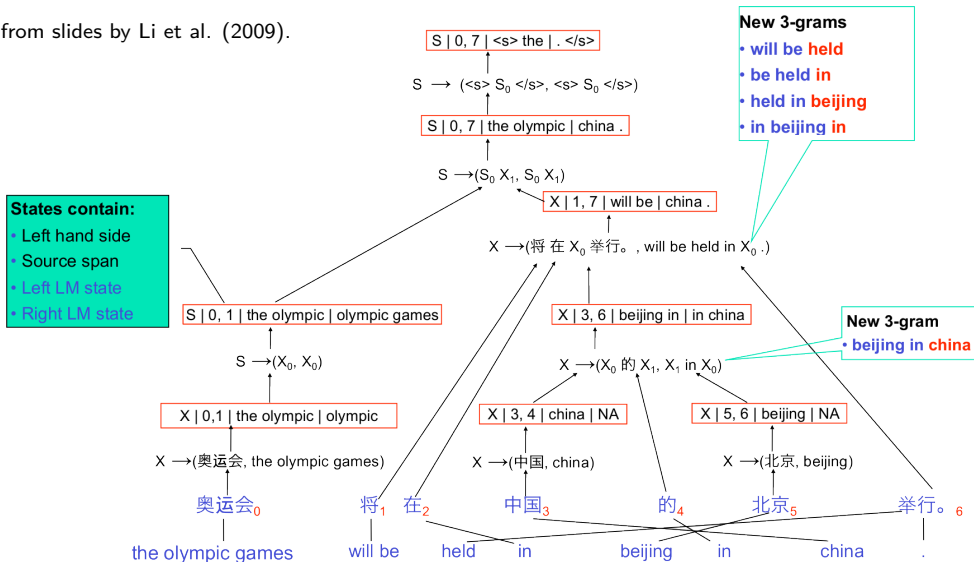 from slides by Li et al. (2009).
S | 0, 7 | <s> the | . </s>
S → (<s> S0 </s>, <s> S0 </s>)
S | 0, 7 | the olympic | china .
S →(S0 X1, S0 X1)
X | 1, 7 | will be | china .
X →(将 在 X0 举行。, will be held in X0 .)
New 3-grams
• will be held
• be held in
• held in beijing
• in beijing in
States contain:
• Left hand side
• Source span
• Left LM state
• Right LM state
S | 0, 1 | the olympic | olympic games
S →(X0, X0)
X | 0,1 | the olympic | olympic
X →(奥运会, the olympic games)
X | 3, 6 | beijing in | in china
X →(X0 的 X1, X1 in X0)
New 3-gram
• beijing in china
X | 3, 4 | china | NA
X →(中国, china)
X | 5, 6 | beijing | NA
X →(北京, beijing)
奥运会0 将1 在2 中国3 的4 北京5 举行。6
the olympic games will be held in beijing in china .